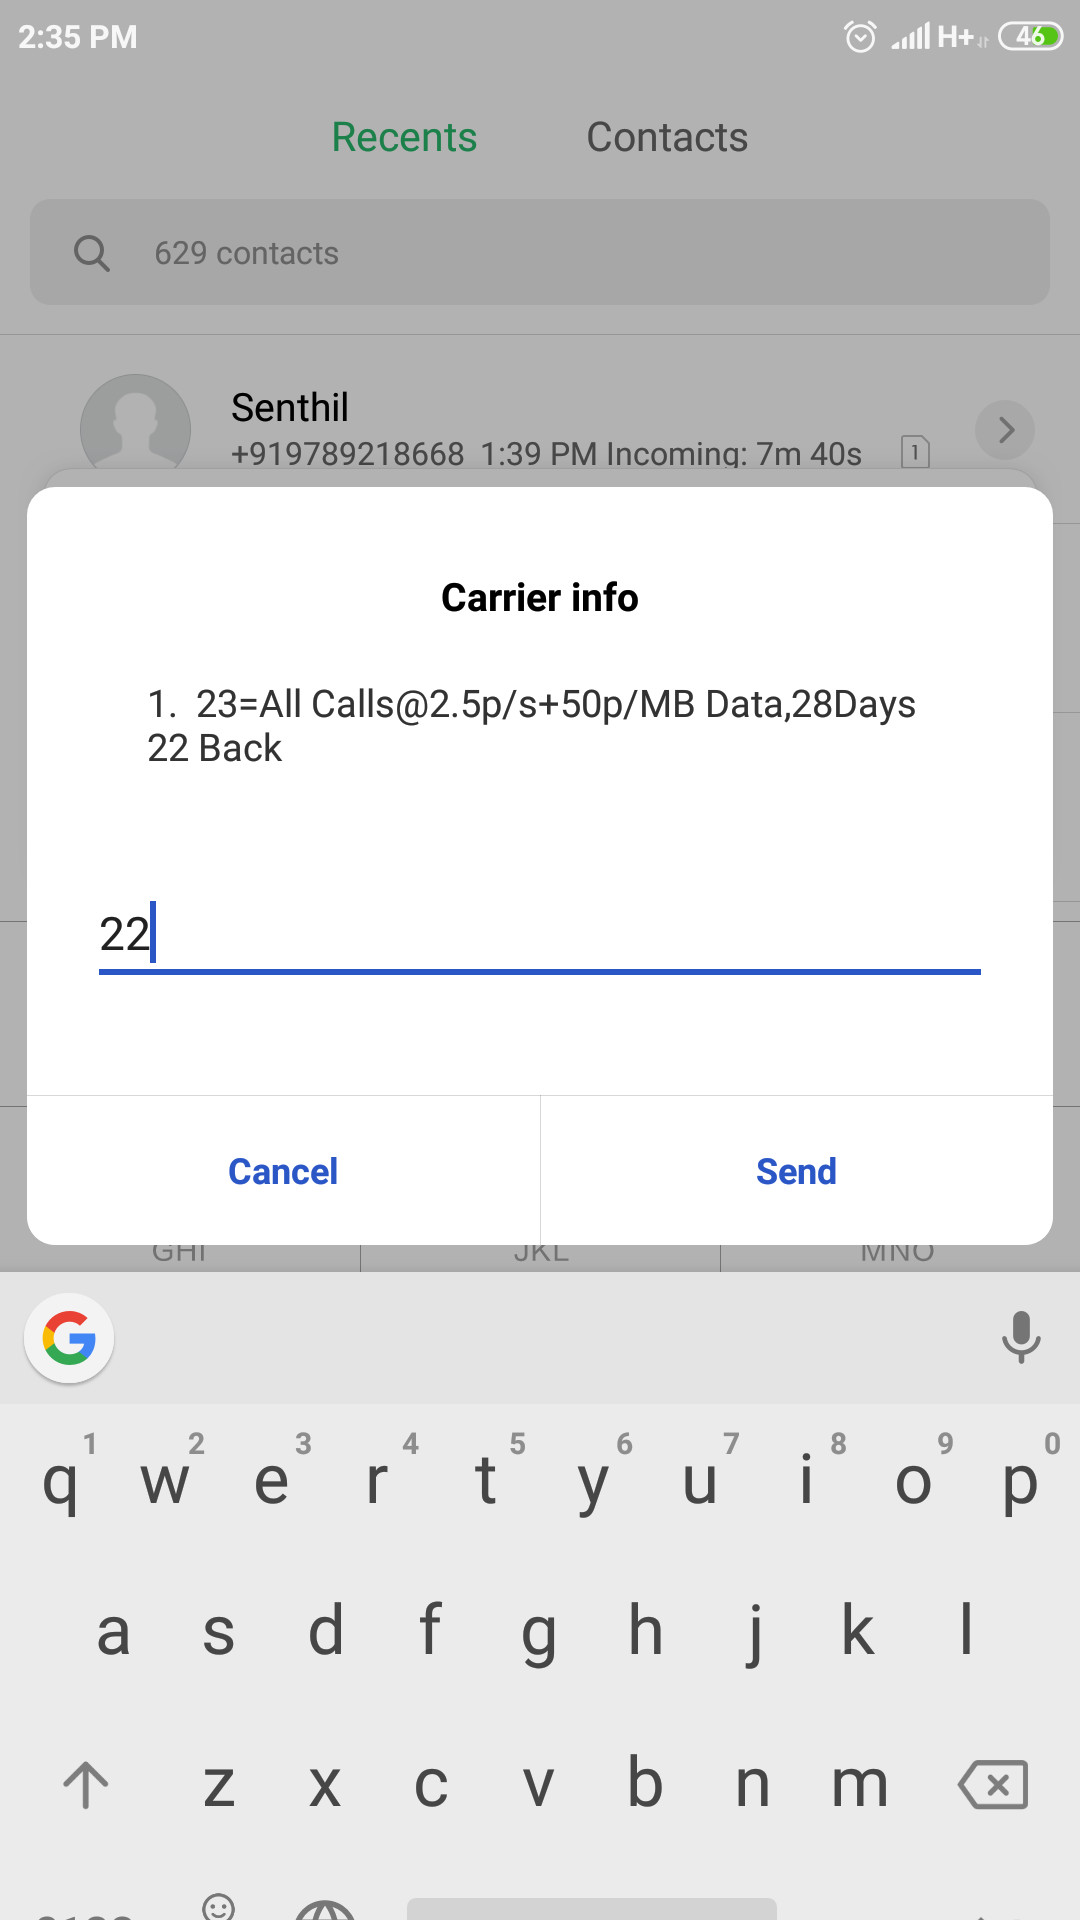 2:35 PM
H+ 46
Recents Contacts
629 contacts
Senthil
+919789218668 1:39 PM Incoming: 7m 40s 1
Carrier info
1. 23=All Calls@2.5p/s+50p/MB Data,28Days
22 Back
22
Cancel Send
GHI JKL MNO
1 2 3 4 5 6 7 8 9 0
q w e r t y u i o p
a s d f g h j k l
z x c v b n m